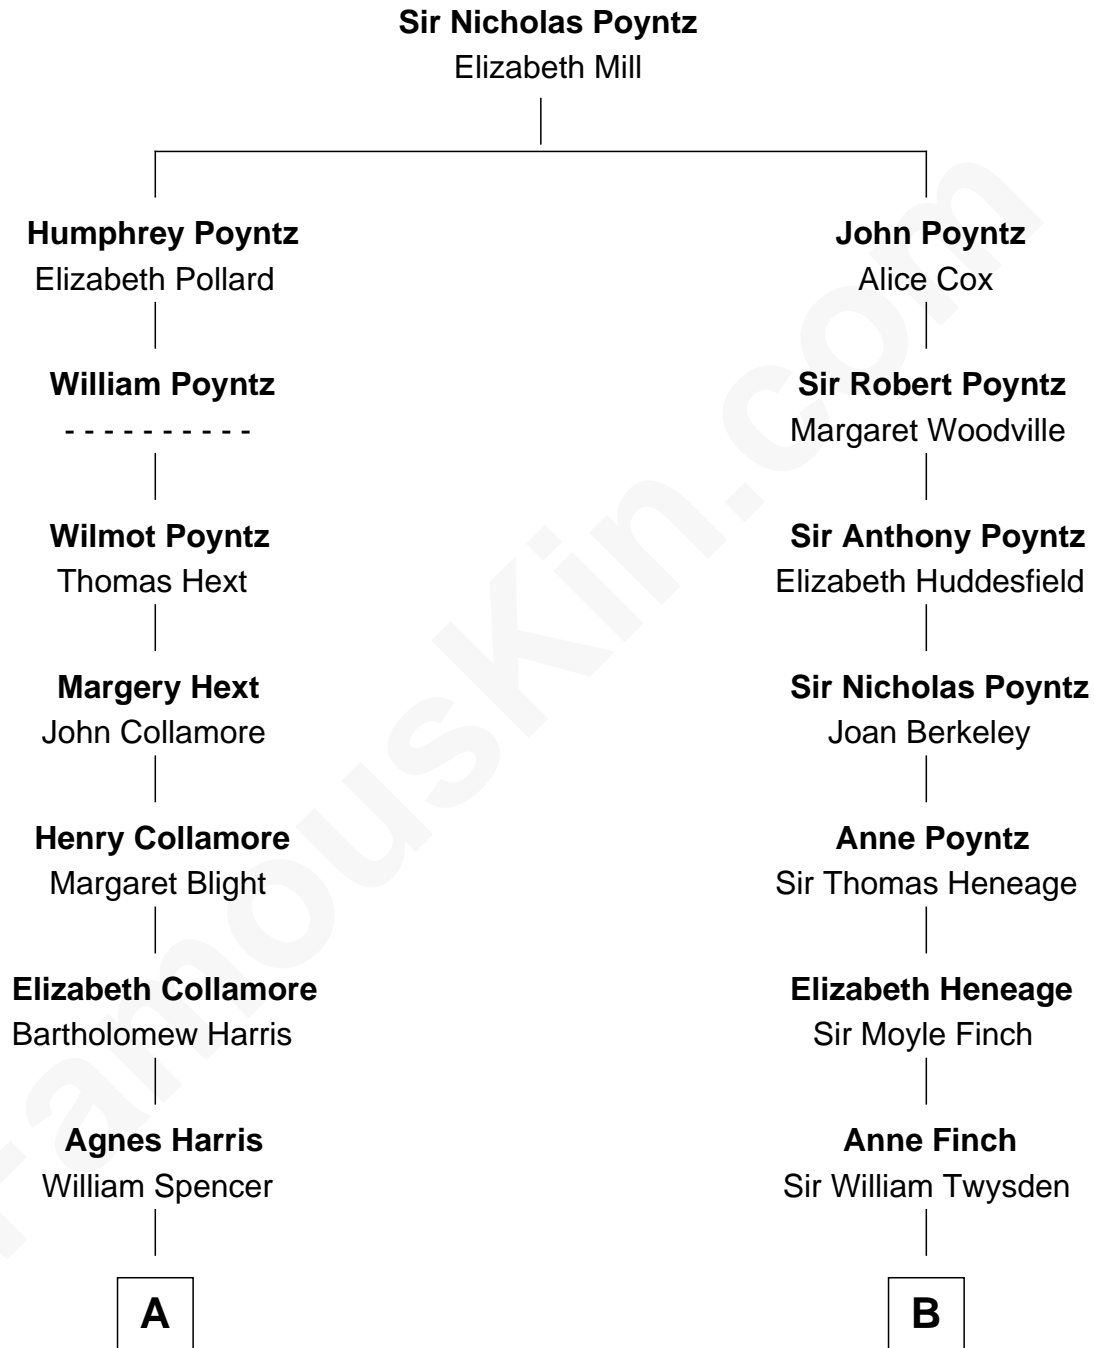 Sir Nicholas Poyntz
Elizabeth Mill
Humphrey Poyntz
Elizabeth Pollard
John Poyntz
Alice Cox
William Poyntz
- - - - - - - - - -
Sir Robert Poyntz
Margaret Woodville
Wilmot Poyntz
Thomas Hext
Sir Anthony Poyntz
Elizabeth Huddesfield
Margery Hext
John Collamore
Sir Nicholas Poyntz
Joan Berkeley
Henry Collamore
Margaret Blight
Anne Poyntz
Sir Thomas Heneage
Elizabeth Collamore
Bartholomew Harris
Elizabeth Heneage
Sir Moyle Finch
Agnes Harris
William Spencer
Anne Finch
Sir William Twysden
A
B
FamousKin.com